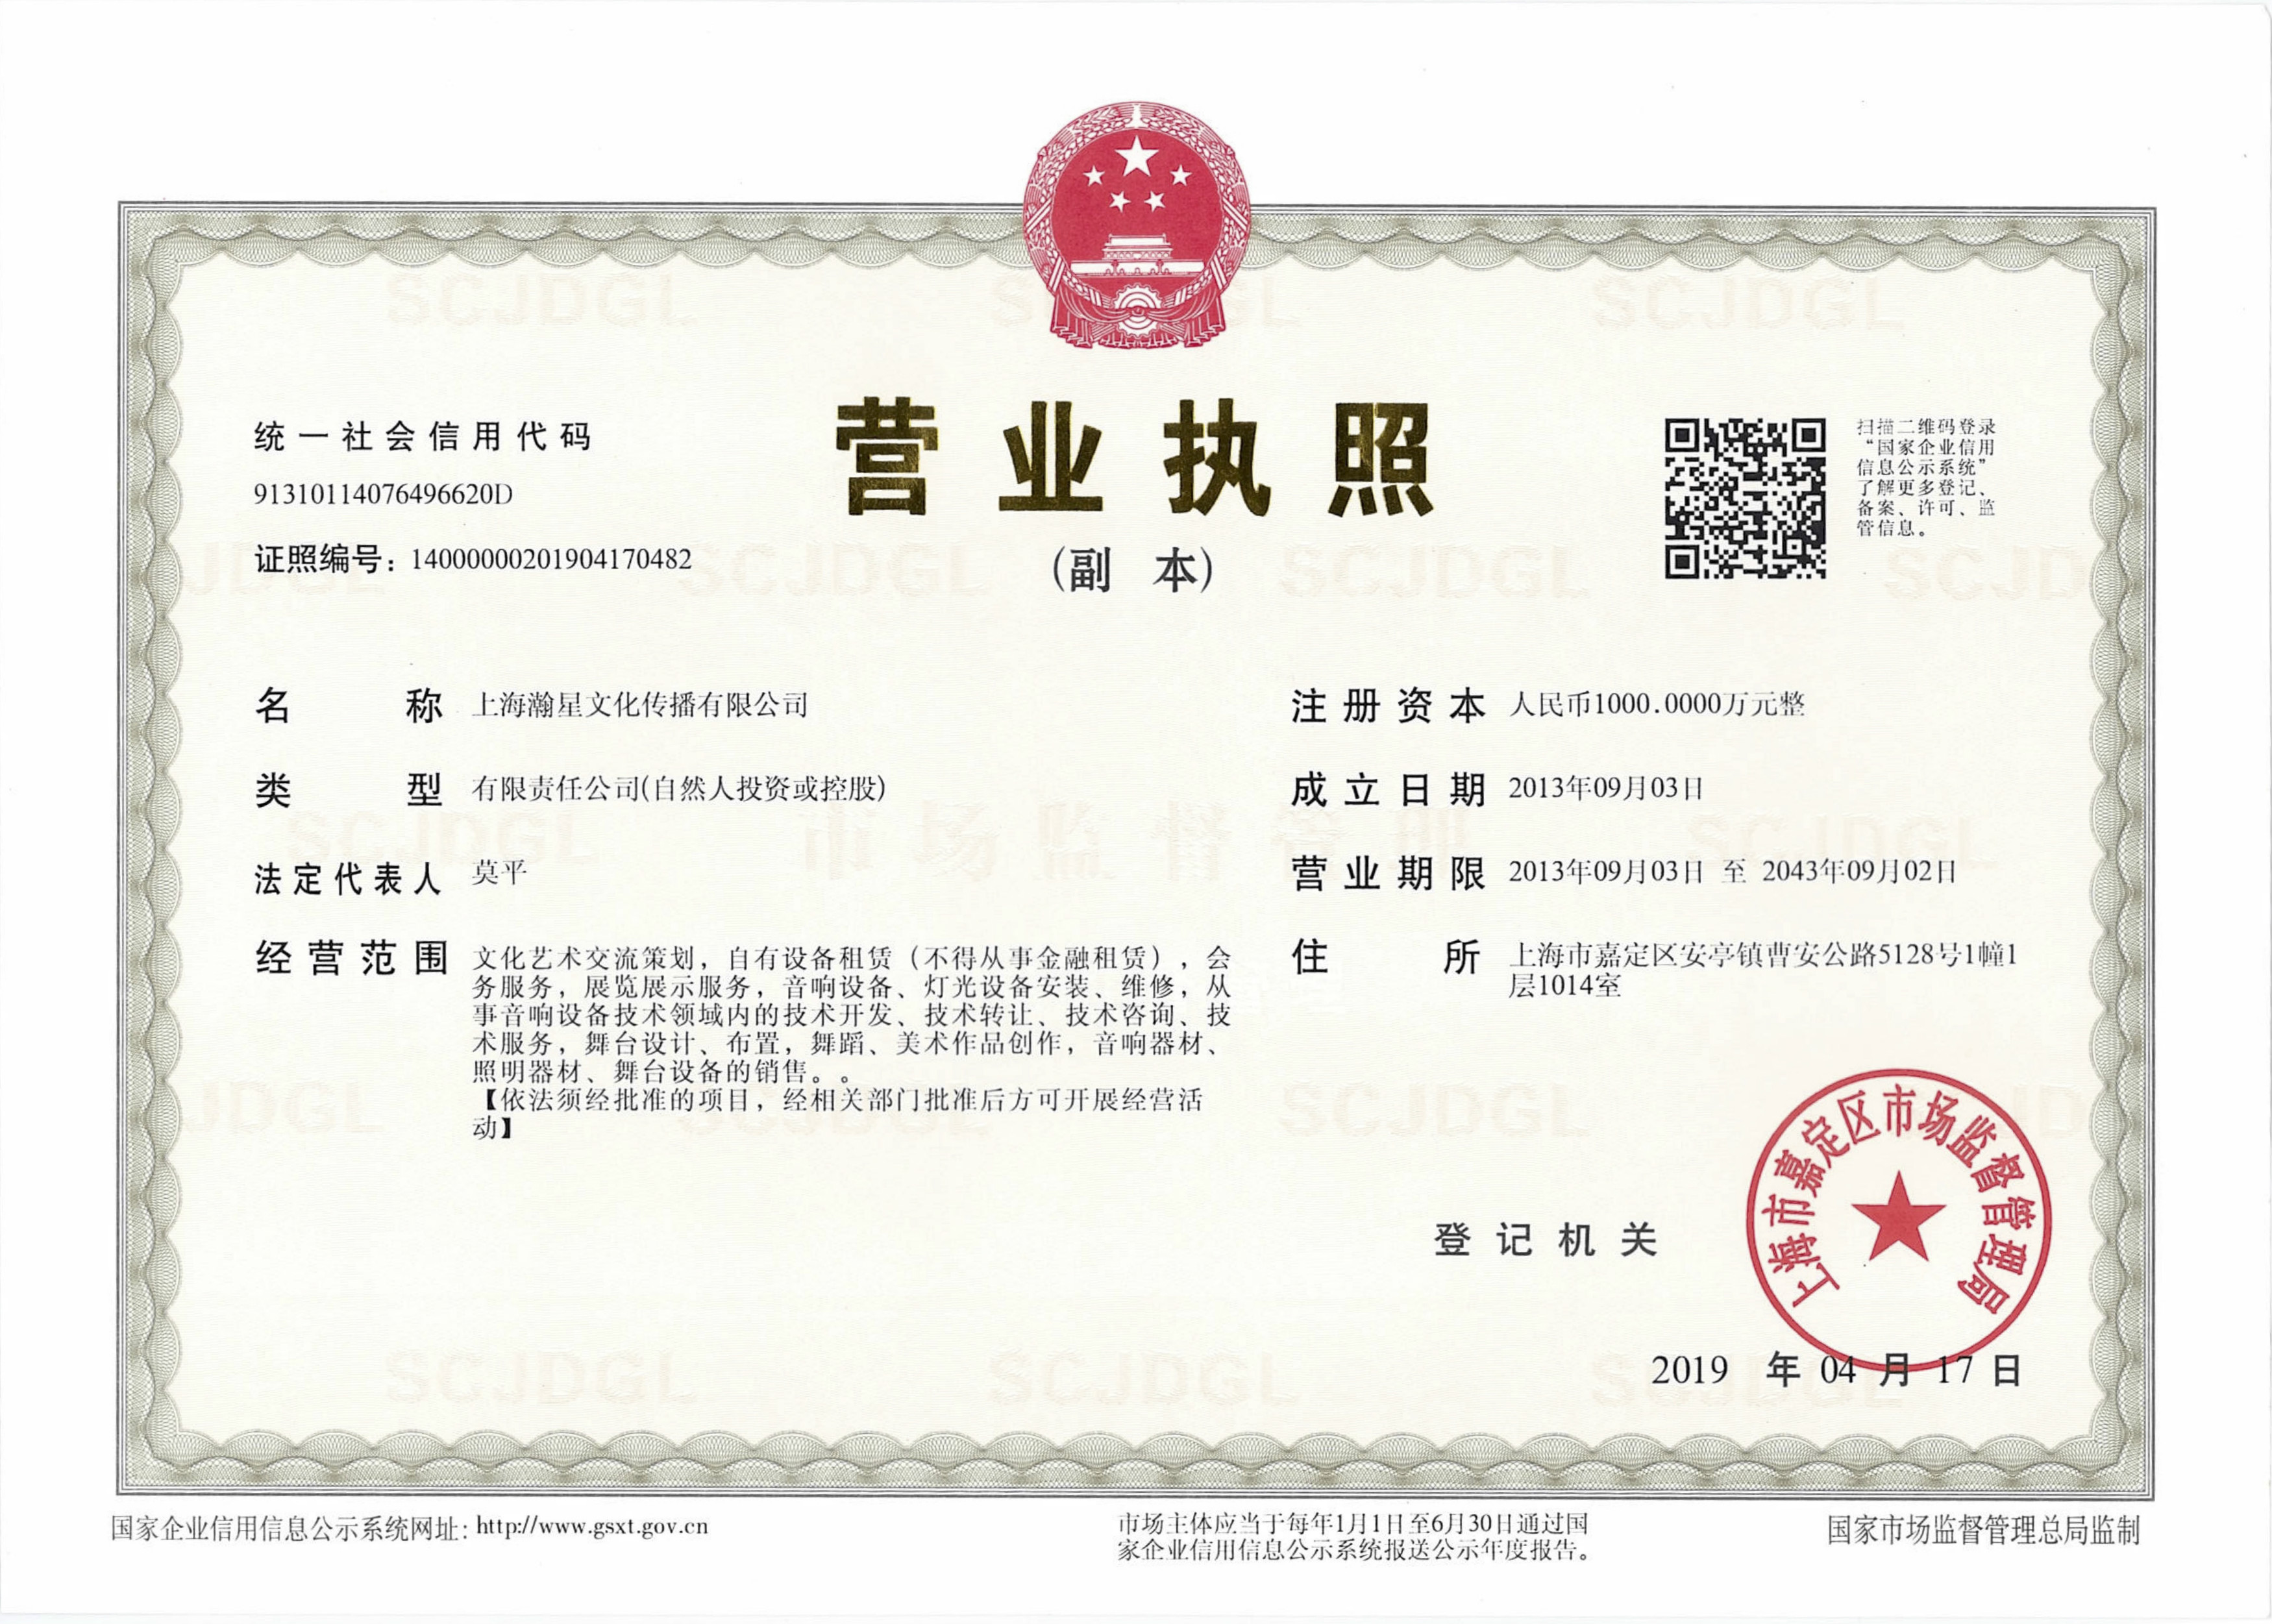 统一社会信用代码
91310114076496620D
证照编号：14000000201904170482
营业执照
(副 本)
扫描二维码登录
“国家企业信用
信息公示系统”
了解更多登记、
备案、许可、监
管信息。
名 称 上海瀚星文化传播有限公司
类 型 有限责任公司(自然人投资或控股)
法定代表人 莫平
经营范围 文化艺术交流策划，自有设备租赁（不得从事金融租赁），会
务服务，展览展示服务，音响设备、灯光设备安装、维修，从
事音响设备技术领域内的技术开发、技术转让、技术咨询、技
术服务，舞台设计、布置，舞蹈、美术作品创作，音响器材、
照明器材、舞台设备的销售。。
【依法须经批准的项目，经相关部门批准后方可开展经营活
动】
注册资本 人民币1000.0000万元整
成立日期 2013年09月03日
营业期限 2013年09月03日 至 2043年09月02日
住 所 上海市嘉定区安亭镇曹安公路5128号1幢1
层1014室
登记机关
上海市嘉定区市场监督管理局
2019 年 04 月 17 日
国家企业信用信息公示系统网址：http://www.gsxt.gov.cn
市场主体应当于每年1月1日至6月30日通过国
家企业信用信息公示系统报送公示年度报告。
国家市场监督管理总局监制
SCJDGL
市场监督管理